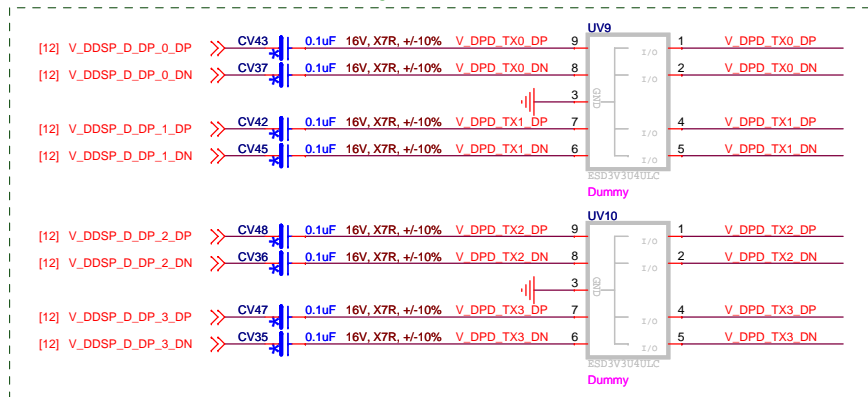 UV9
[12] V_DDSP_D_DP_0_DP CV43 0.1uF 16V, X7R, +/-10% V_DPD_TX0_DP 9 I/O 1 V_DPD_TX0_DP
[12] V_DDSP_D_DP_0_DN CV37 0.1uF 16V, X7R, +/-10% V_DPD_TX0_DN 8 I/O 2 V_DPD_TX0_DN
3 GND
[12] V_DDSP_D_DP_1_DP CV42 0.1uF 16V, X7R, +/-10% V_DPD_TX1_DP 7 I/O 4 V_DPD_TX1_DP
[12] V_DDSP_D_DP_1_DN CV45 0.1uF 16V, X7R, +/-10% V_DPD_TX1_DN 6 I/O 5 V_DPD_TX1_DN
ESD3V3U4ULC
Dummy
UV10
[12] V_DDSP_D_DP_2_DP CV48 0.1uF 16V, X7R, +/-10% V_DPD_TX2_DP 9 I/O 1 V_DPD_TX2_DP
[12] V_DDSP_D_DP_2_DN CV36 0.1uF 16V, X7R, +/-10% V_DPD_TX2_DN 8 I/O 2 V_DPD_TX2_DN
3 GND
[12] V_DDSP_D_DP_3_DP CV47 0.1uF 16V, X7R, +/-10% V_DPD_TX3_DP 7 I/O 4 V_DPD_TX3_DP
[12] V_DDSP_D_DP_3_DN CV35 0.1uF 16V, X7R, +/-10% V_DPD_TX3_DN 6 I/O 5 V_DPD_TX3_DN
ESD3V3U4ULC
Dummy